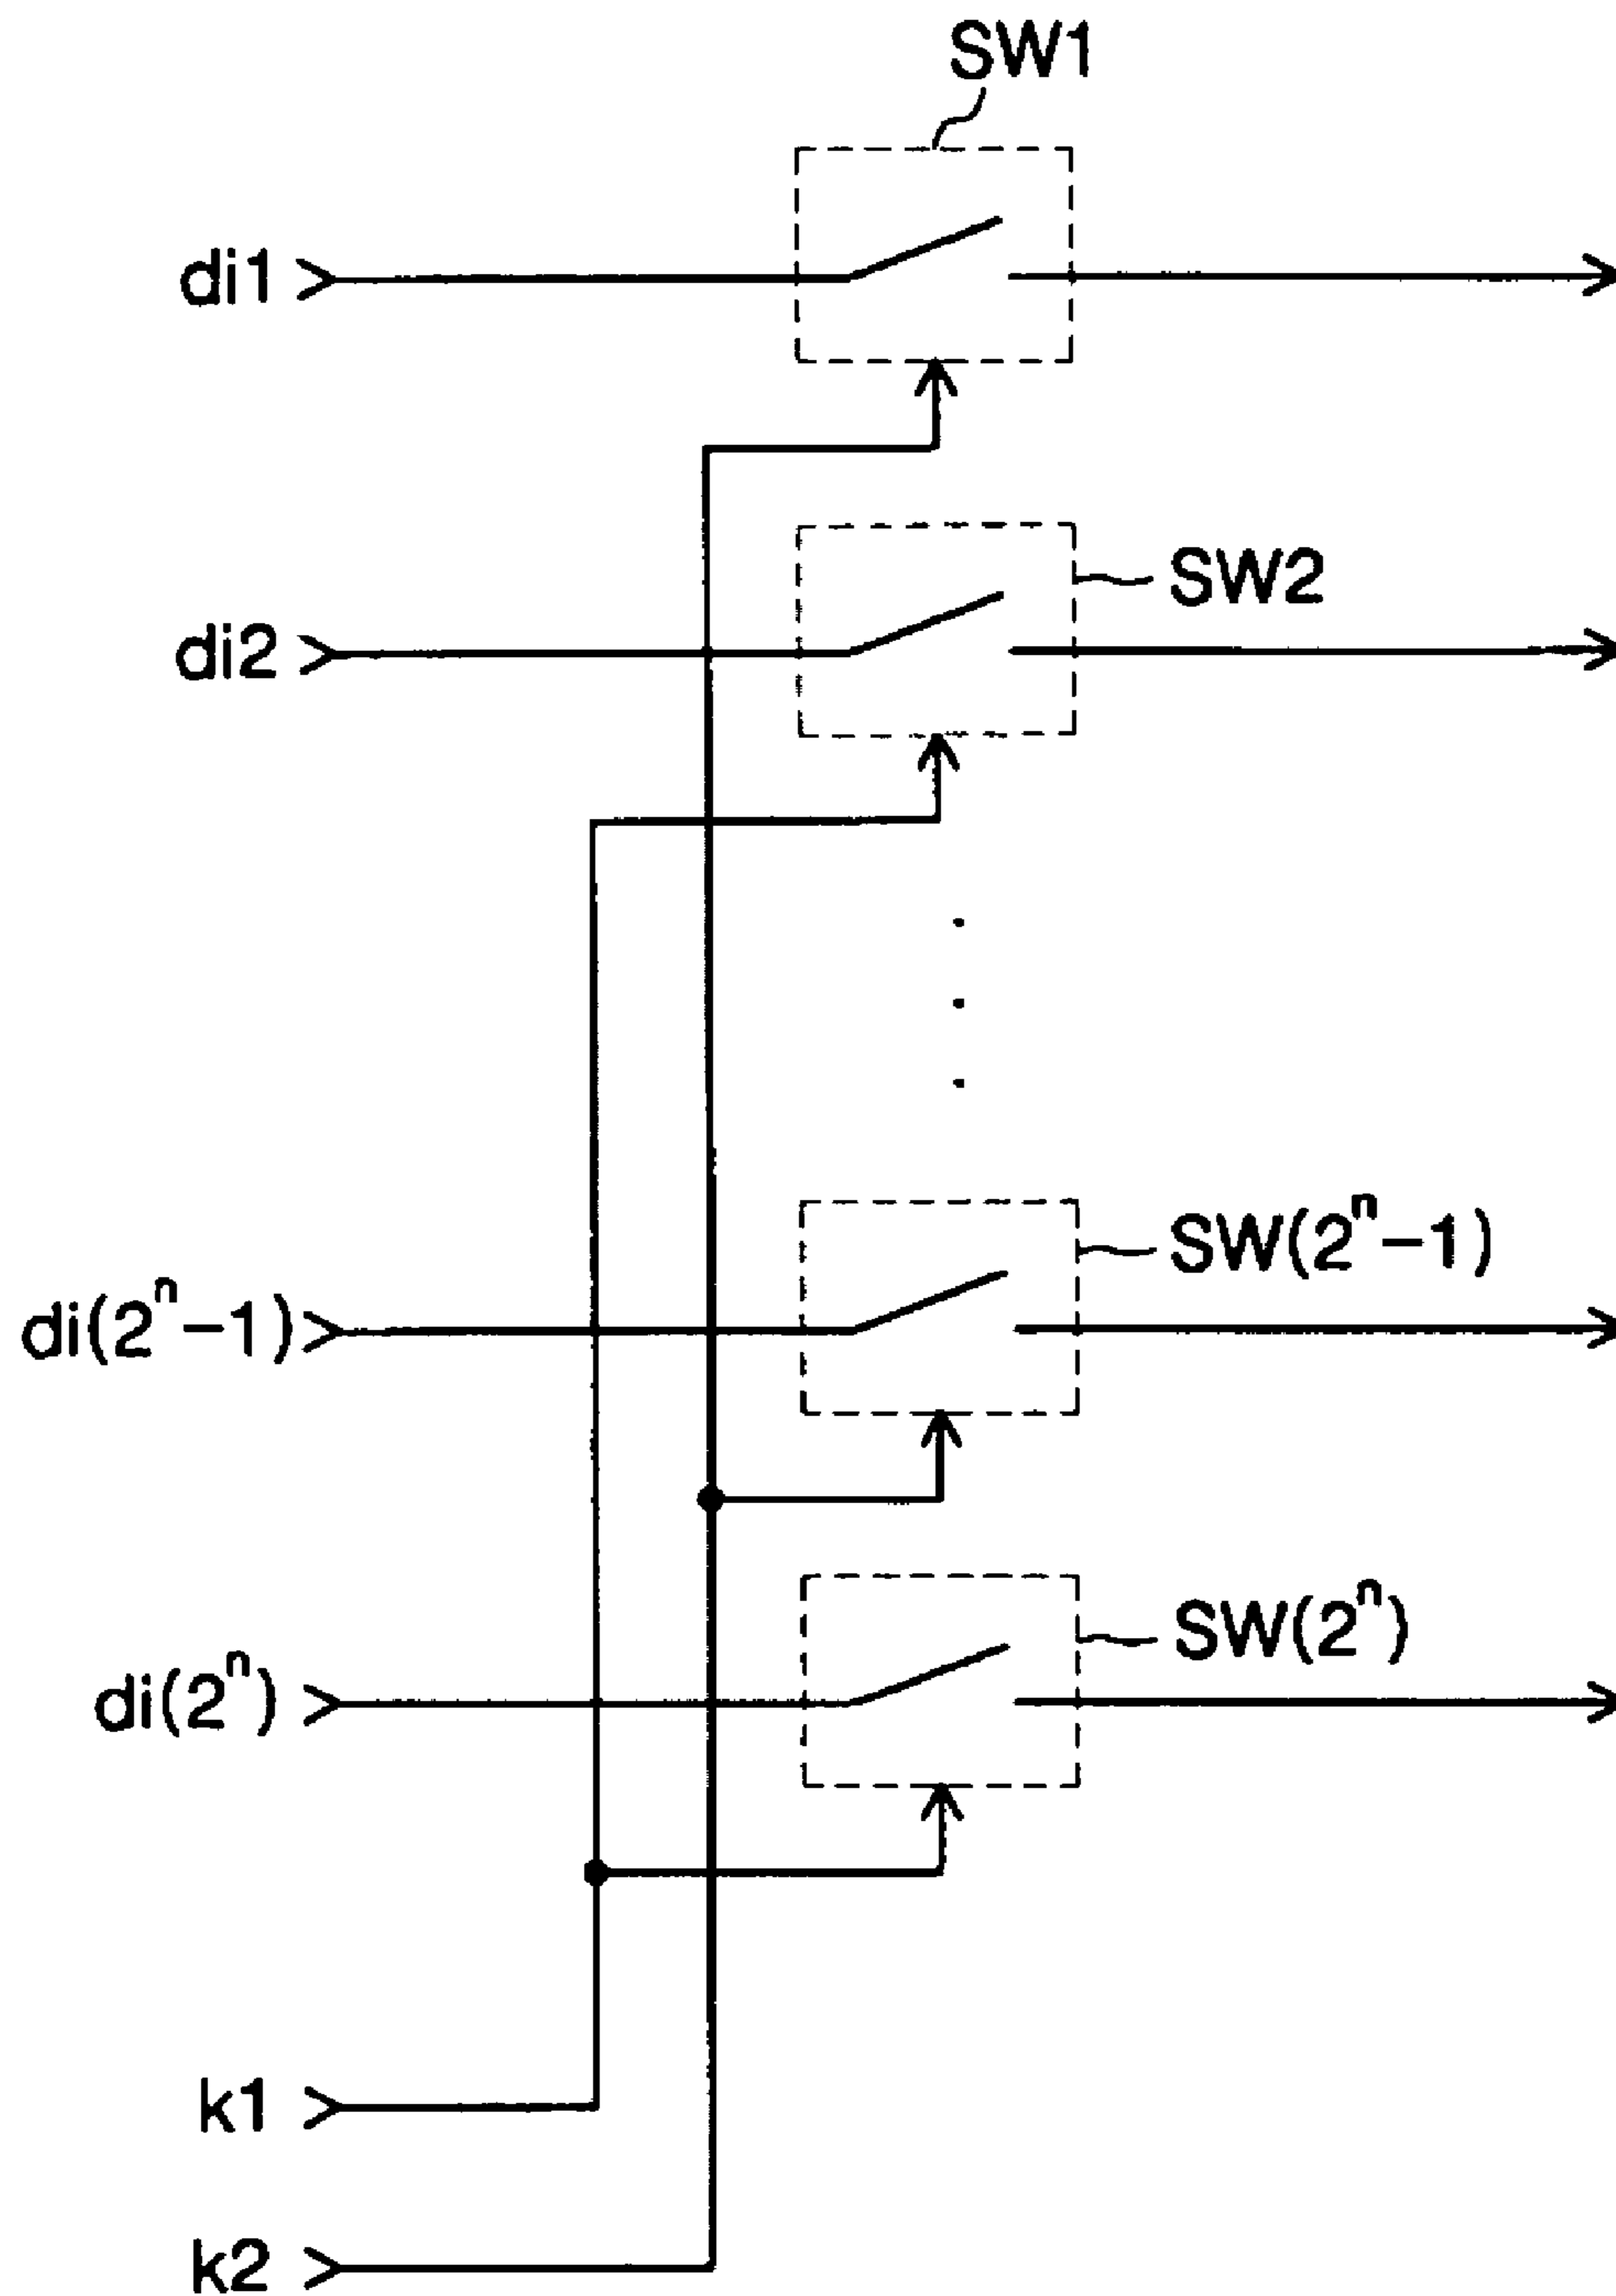 SW1
di1
SW2
di2
SW(2ⁿ-1)
di(2ⁿ-1)
SW(2ⁿ)
di(2ⁿ)
k1
k2